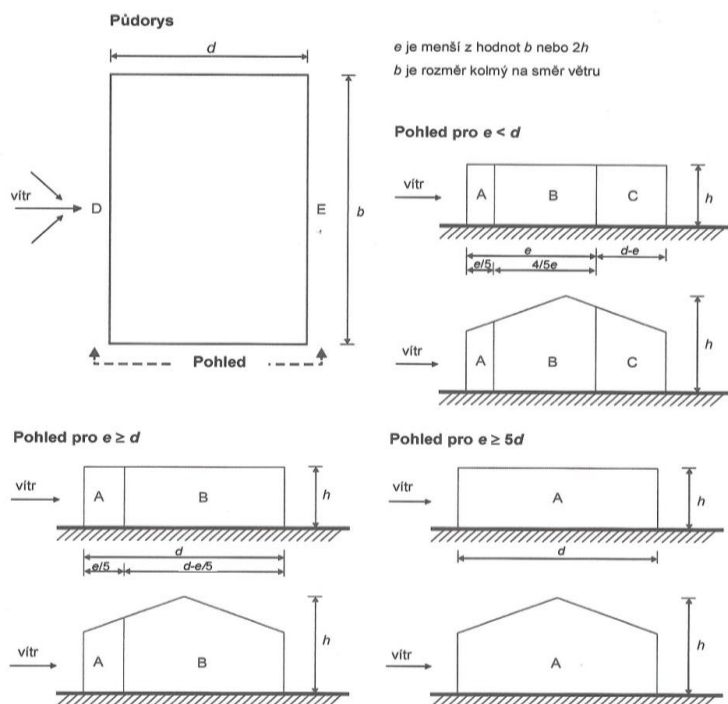 Půdorys
d
e je menší z hodnot b nebo 2h
b je rozměr kolmý na směr větru
vítr
D
E
b
Pohled
Pohled pro e < d
vítr
A
B
C
h
e
d-e
e/5
4/5e
vítr
A
B
C
h
Pohled pro e ≥ d
vítr
A
B
h
d
e/5
d-e/5
vítr
A
B
h
Pohled pro e ≥ 5d
vítr
A
h
d
vítr
A
h